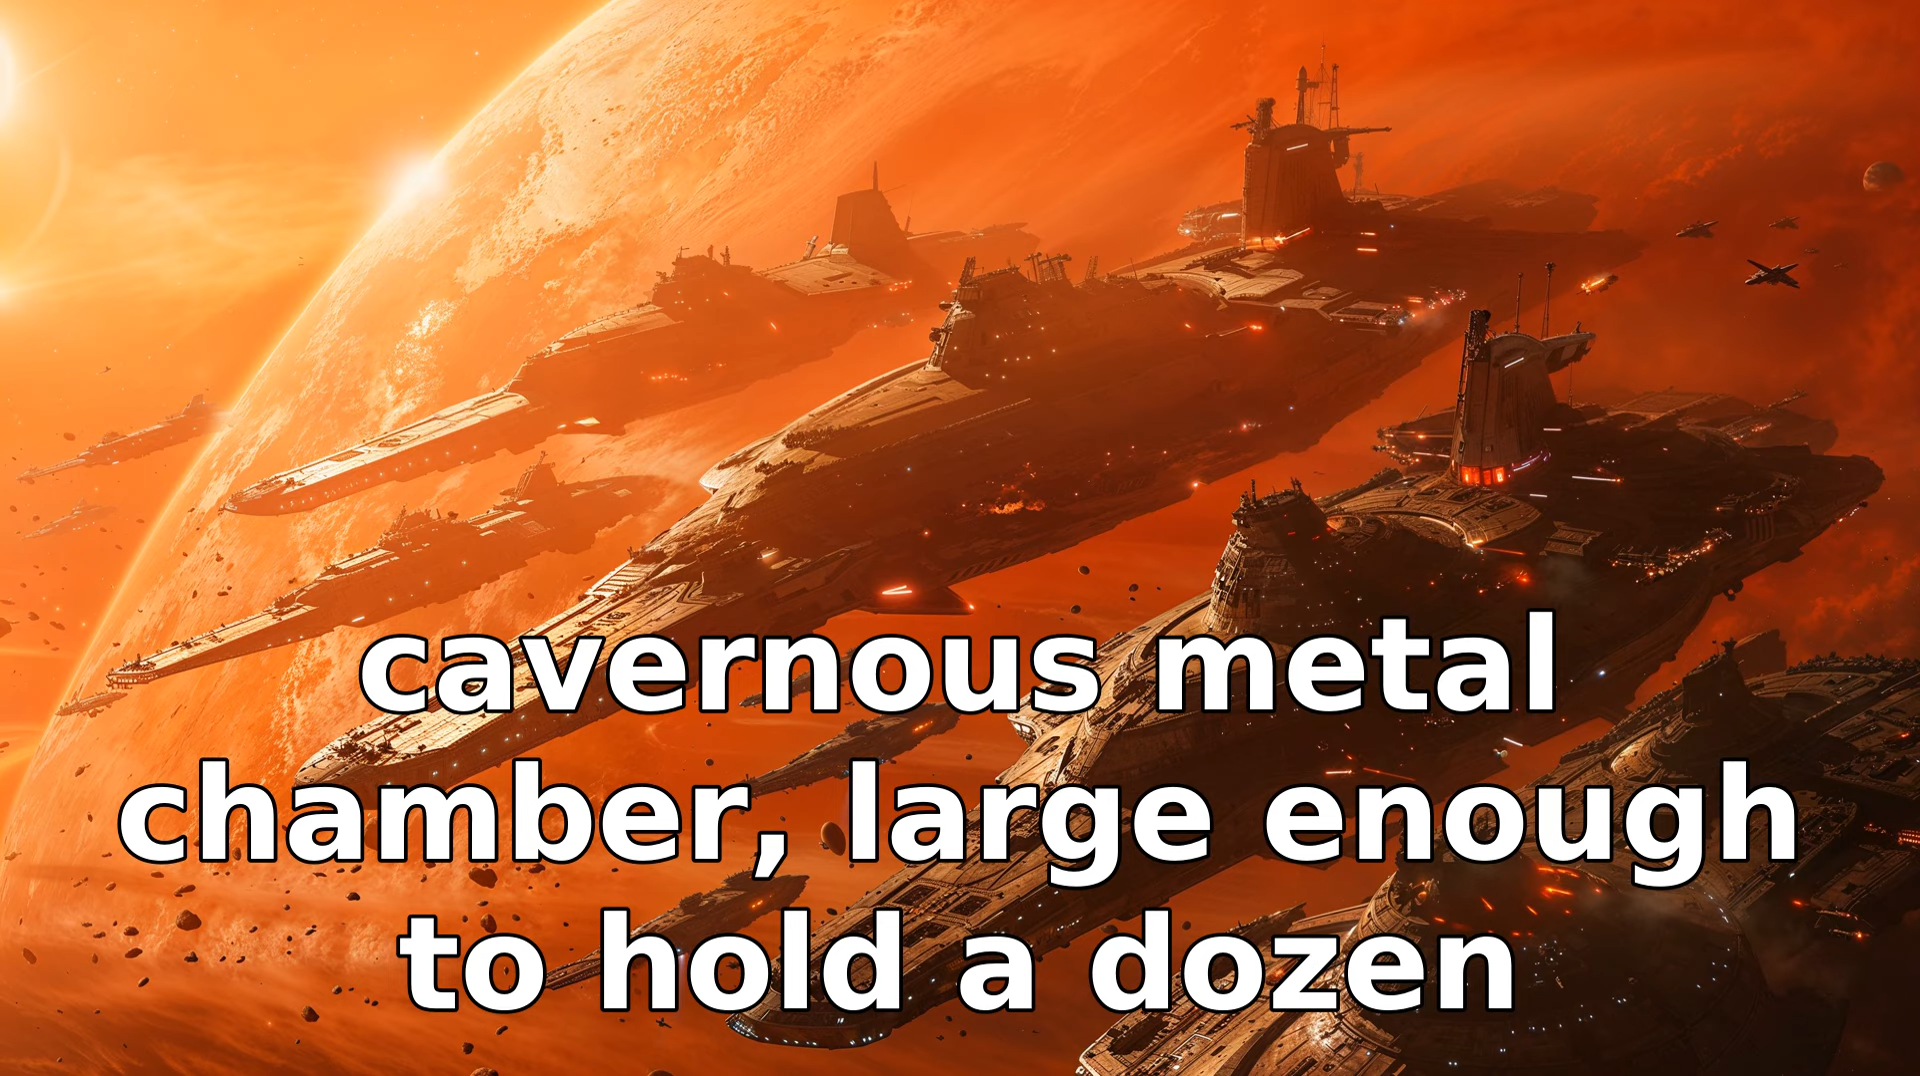 cavernous metal
chamber, large enough
to hold a dozen